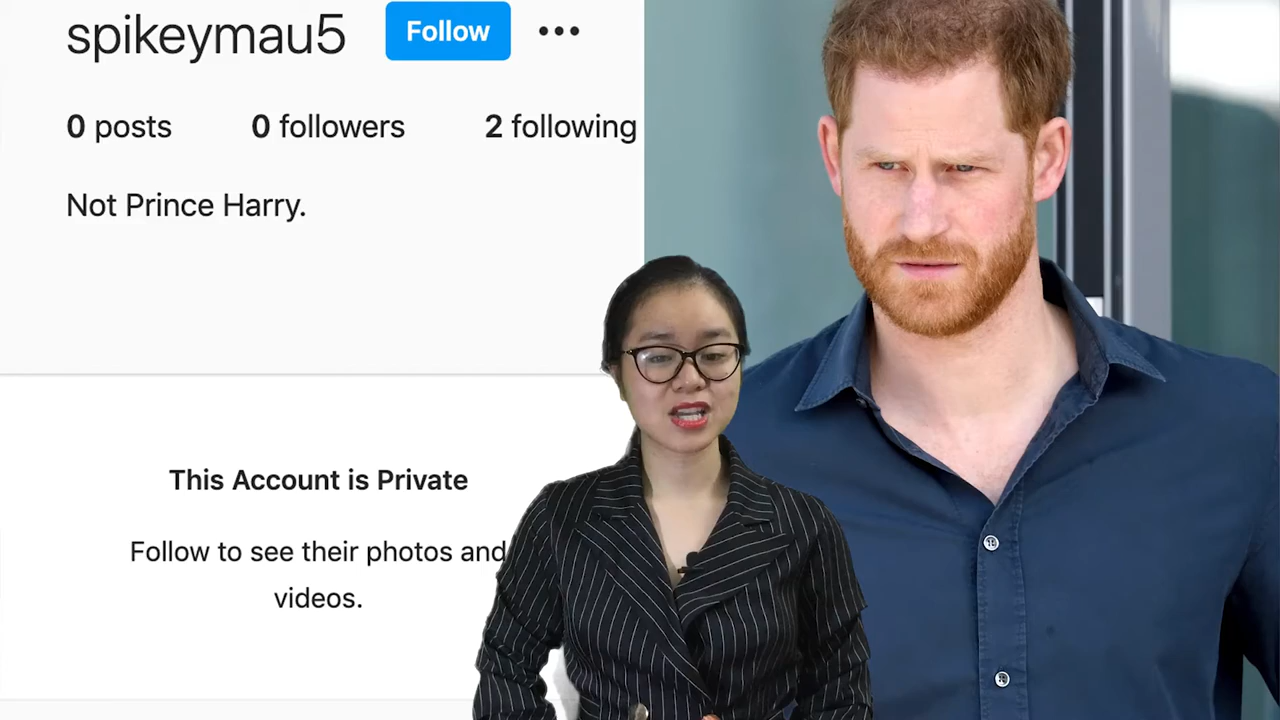 spikeymau5 Follow
0 posts 0 followers 2 following
Not Prince Harry.
This Account is Private
Follow to see their photos and
videos.